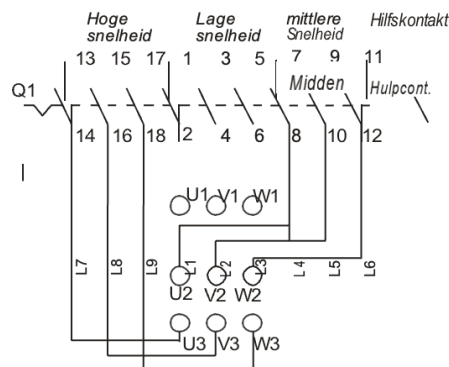 Hoge snelheid
Lage snelheid
mittlere Snelheid
Hilfskontakt
13 15 17 1 3 5 7 9 11
Q1
Midden
Hulpcont.
14 16 18 2 4 6 8 10 12
U1 V1 W1
L7 L8 L9 L1 L2 L3 L4 L5 L6
U2 V2 W2
U3 V3 W3